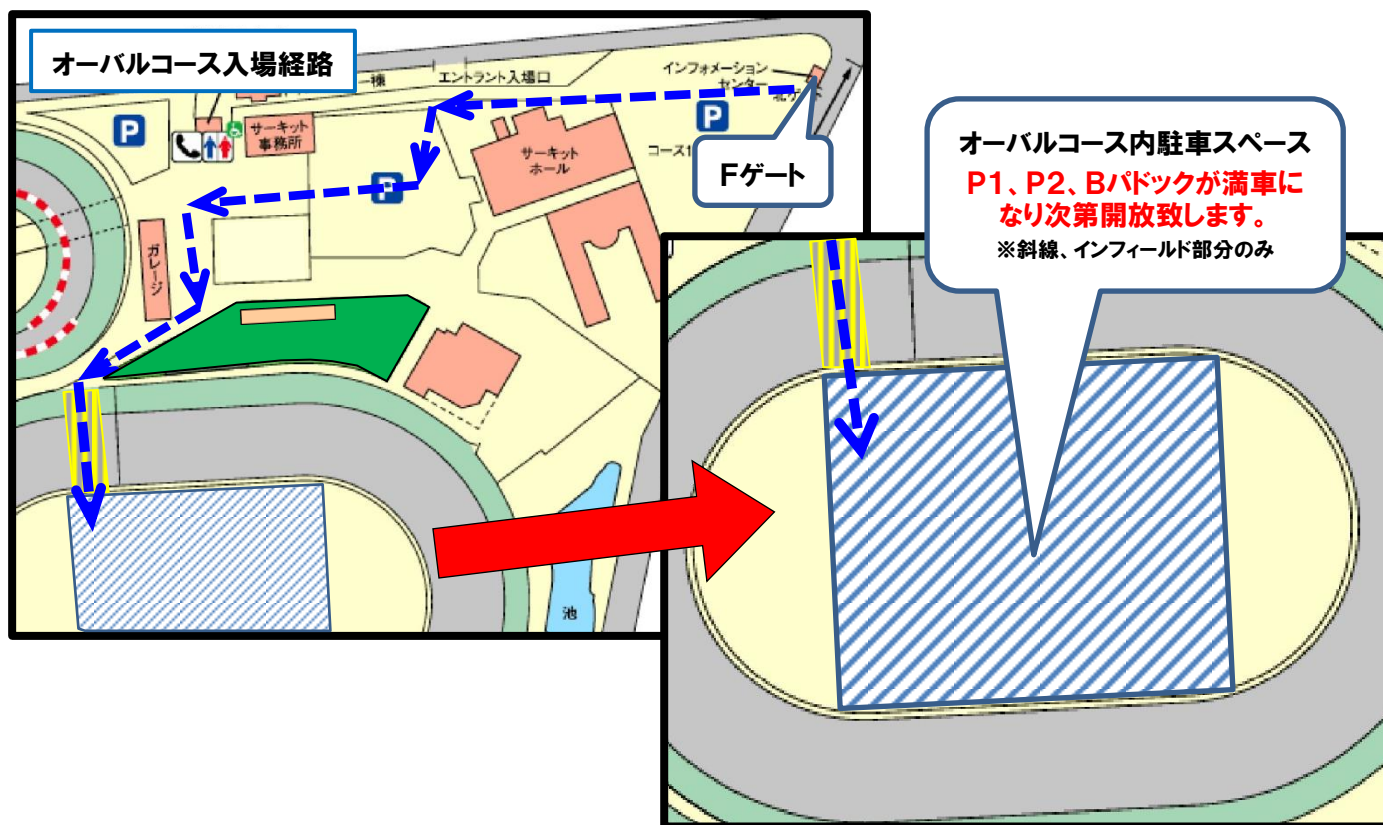 オーバルコース入場経路
エントラント入場口
インフォメーション
センター
P
P
サーキット
事務所
サーキット
ホール
Fゲート
P
ガレージ
池
オーバルコース内駐車スペース
P1、P2、Bパドックが満車に
なり次第開放致します。
※斜線、インフィールド部分のみ